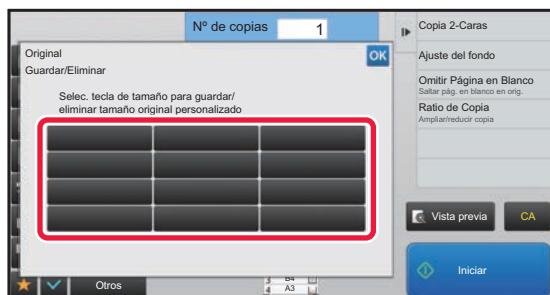 Nº de copias 1
Original
OK
Guardar/Eliminar
Selec. tecla de tamaño para guardar/
eliminar tamaño original personalizado
Copia 2-Caras
Ajuste del fondo
Omitir Página en Blanco
Saltar pág. en blanco en orig.
Ratio de Copia
Ampliar/reducir copia
Vista previa
CA
Iniciar
Otros
3 B4
4 A3